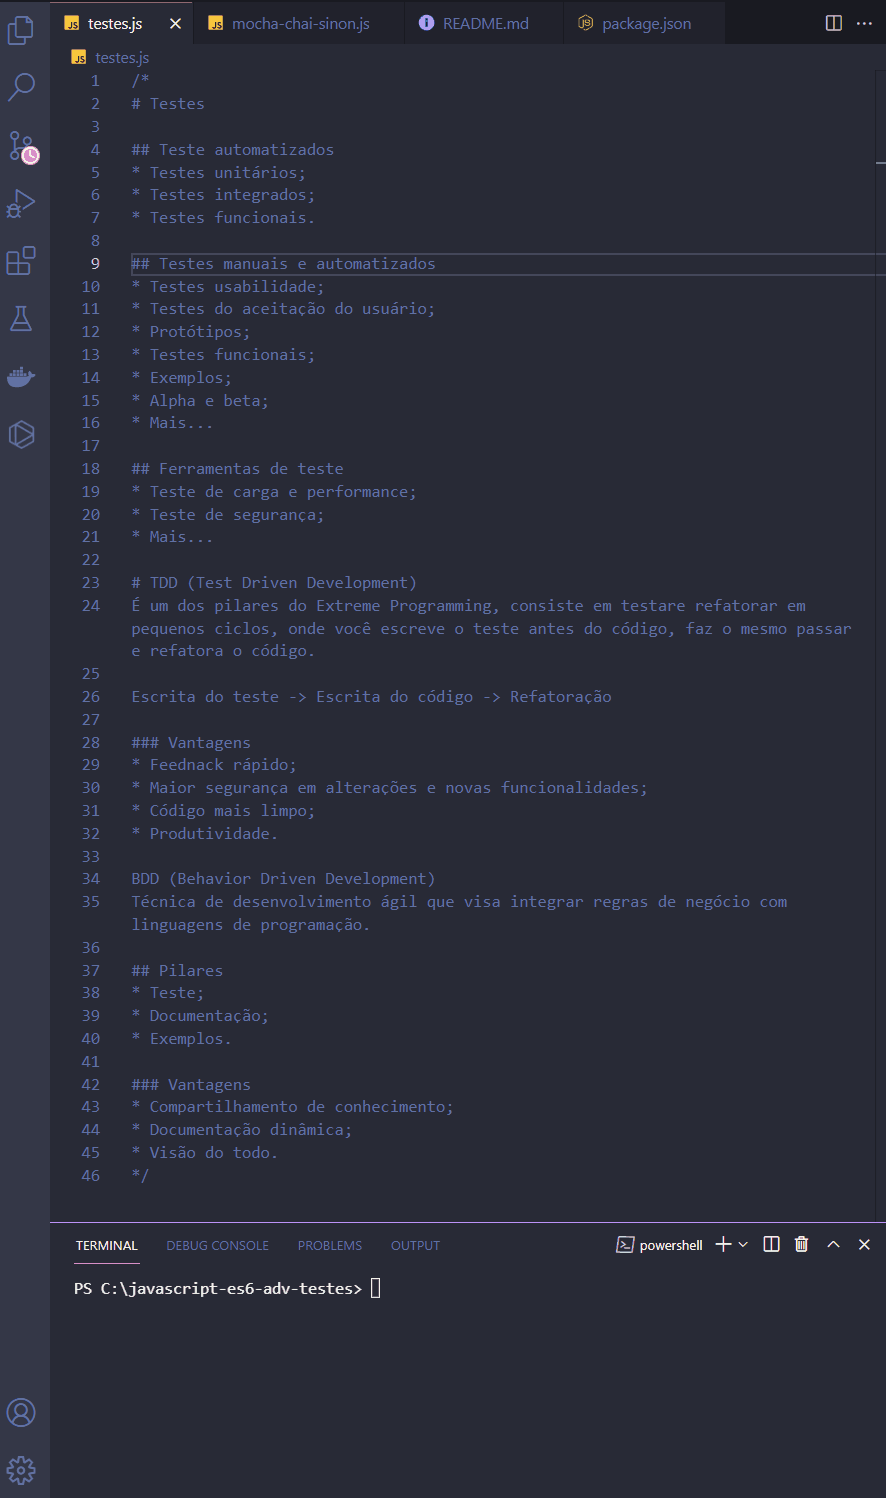 testes.js
mocha-chai-sinon.js
README.md
package.json
testes.js
1 /*
2 # Testes
3
4 ## Teste automatizados
5 * Testes unitários;
6 * Testes integrados;
7 * Testes funcionais.
8
9 ## Testes manuais e automatizados
10 * Testes usabilidade;
11 * Testes do aceitação do usuário;
12 * Protótipos;
13 * Testes funcionais;
14 * Exemplos;
15 * Alpha e beta;
16 * Mais...
17
18 ## Ferramentas de teste
19 * Teste de carga e performance;
20 * Teste de segurança;
21 * Mais...
22
23 # TDD (Test Driven Development)
24 É um dos pilares do Extreme Programming, consiste em testare refatorar em
pequenos ciclos, onde você escreve o teste antes do código, faz o mesmo passar
e refatora o código.
25
26 Escrita do teste -> Escrita do código -> Refatoração
27
28 ### Vantagens
29 * Feednack rápido;
30 * Maior segurança em alterações e novas funcionalidades;
31 * Código mais limpo;
32 * Produtividade.
33
34 BDD (Behavior Driven Development)
35 Técnica de desenvolvimento ágil que visa integrar regras de negócio com
linguagens de programação.
36
37 ## Pilares
38 * Teste;
39 * Documentação;
40 * Exemplos.
41
42 ### Vantagens
43 * Compartilhamento de conhecimento;
44 * Documentação dinâmica;
45 * Visão do todo.
46 */
TERMINAL DEBUG CONSOLE PROBLEMS OUTPUT powershell
PS C:\javascript-es6-adv-testes>